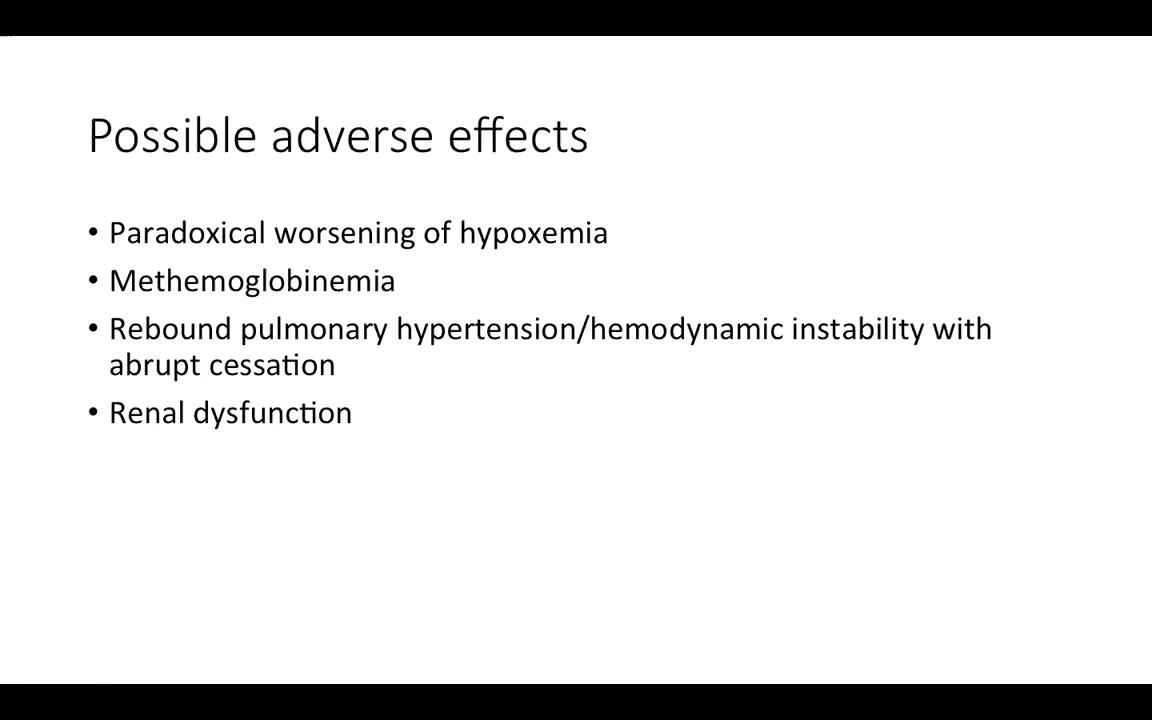 Possible adverse effects
• Paradoxical worsening of hypoxemia
• Methemoglobinemia
• Rebound pulmonary hypertension/hemodynamic instability with
abrupt cessation
• Renal dysfunction